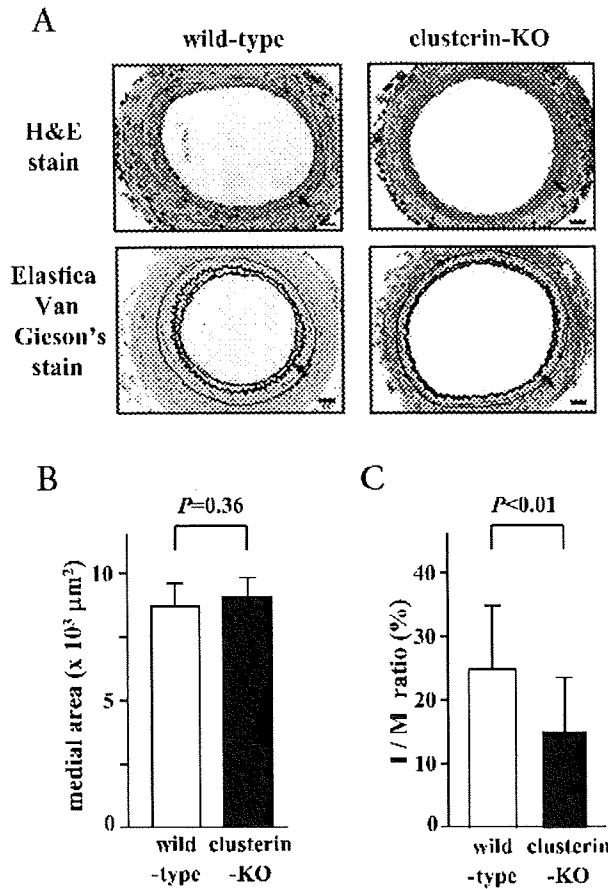 A
wild-type
clusterin-KO
H&E
stain
Elastica
Van
Gieson's
stain
B
P=0.36
medial area (x 10³ µm²)
10
5
0
wild
-type
clusterin
-KO
C
P<0.01
I / M ratio (%)
40
30
20
10
0
wild
-type
clusterin
-KO